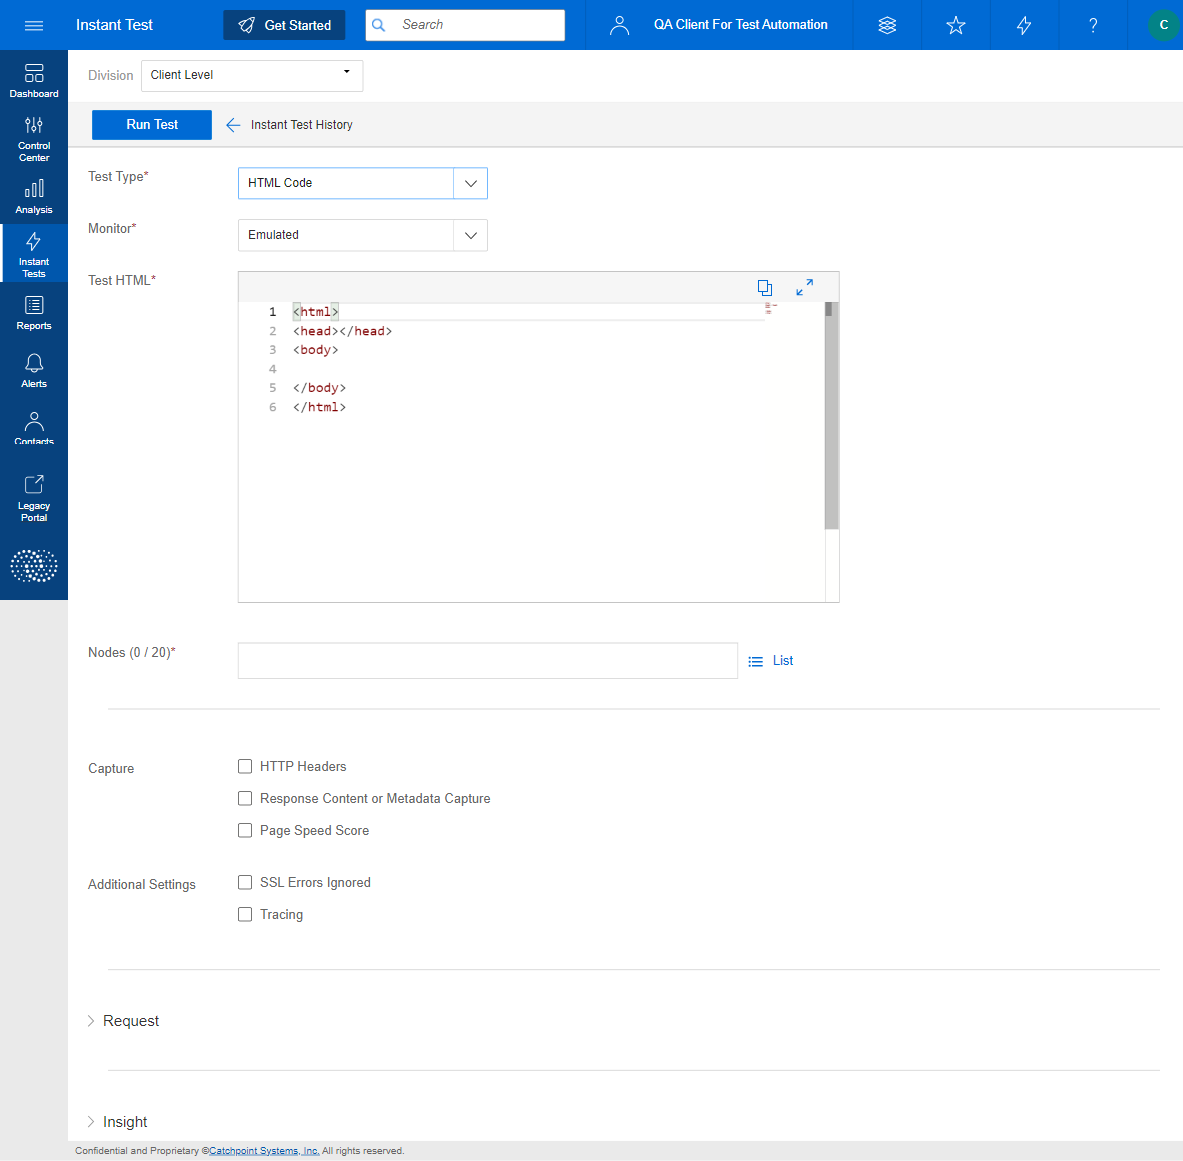 Instant Test
Get Started
Search
QA Client For Test Automation
?
C
Dashboard
Control
Center
Analysis
Instant
Tests
Reports
Alerts
Contacts
Legacy
Portal
Division
Client Level
Run Test
Instant Test History
Test Type*
HTML Code
Monitor*
Emulated
Test HTML*
1 <html>
2 <head></head>
3 <body>
4
5 </body>
6 </html>
Nodes (0 / 20)*
List
Capture
HTTP Headers
Response Content or Metadata Capture
Page Speed Score
Additional Settings
SSL Errors Ignored
Tracing
Request
Insight
Confidential and Proprietary ©Catchpoint Systems, Inc. All rights reserved.